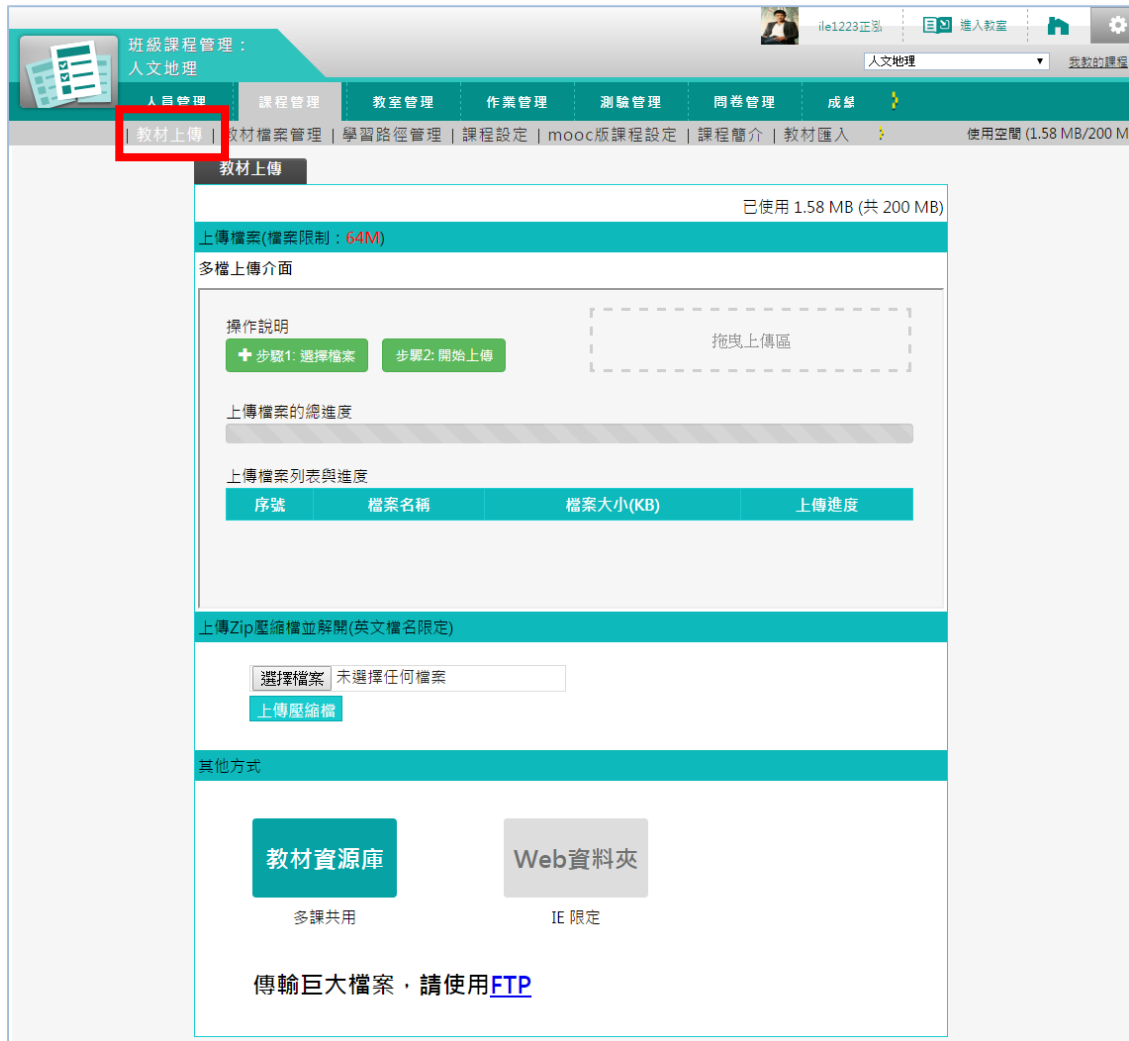 ile1223正泓
進入教室
班級課程管理：
人文地理
人文地理
我教的課程
人員管理 課程管理 教室管理 作業管理 測驗管理 問卷管理
| 教材上傳 | 教材檔案管理 | 學習路徑管理 | 課程設定 | mooc版課程設定 | 課程簡介 | 教材匯入
使用空間 (1.58 MB/200 M
教材上傳
已使用 1.58 MB (共 200 MB)
上傳檔案(檔案限制：64M)
多檔上傳介面
操作說明
拖曳上傳區
步驟1: 選擇檔案
步驟2: 開始上傳
上傳檔案的總進度
上傳檔案列表與進度
序號 檔案名稱 檔案大小(KB) 上傳進度
上傳Zip壓縮檔並解開(英文檔名限定)
選擇檔案 未選擇任何檔案
上傳壓縮檔
其他方式
教材資源庫 Web資料夾
多課共用 IE 限定
傳輸巨大檔案，請使用FTP